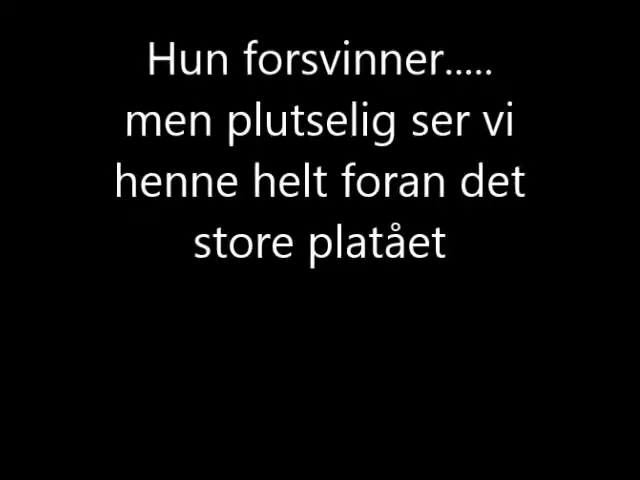 Hun forsvinner.....
men plutselig ser vi
henne helt foran det
store platået